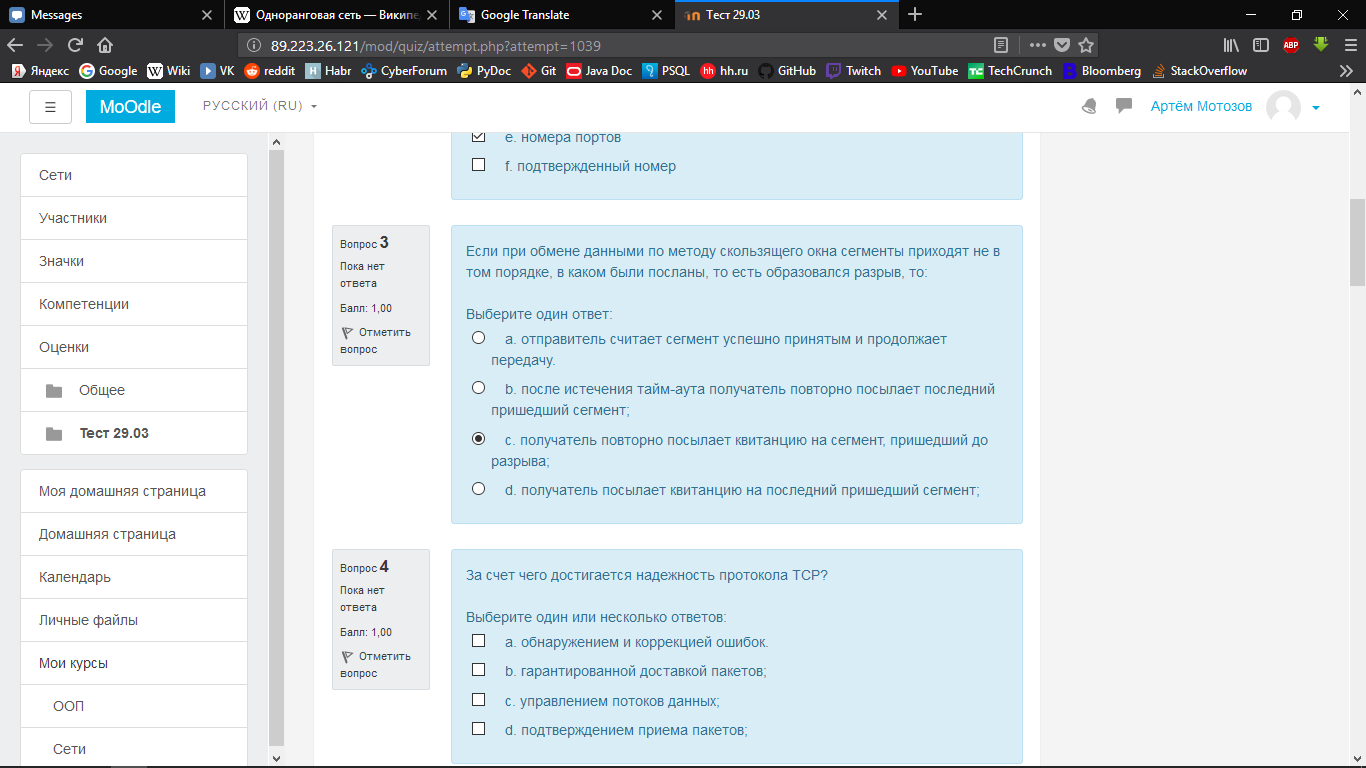 Messages
Одноранговая сеть — Википе
Google Translate
Тест 29.03
89.223.26.121/mod/quiz/attempt.php?attempt=1039
ABP
Яндекс
Google
Wiki
VK
reddit
Habr
CyberForum
PyDoc
Git
Java Doc
PSQL
hh.ru
GitHub
Twitch
YouTube
TechCrunch
Bloomberg
StackOverflow
MoOdle
РУССКИЙ (RU)
Артём Мотозов
Сети
Участники
Значки
Компетенции
Оценки
Общее
Тест 29.03
Моя домашняя страница
Домашняя страница
Календарь
Личные файлы
Мои курсы
ООП
Сети
e. номера портов
f. подтвержденный номер
Вопрос 3
Пока нет
ответа
Балл: 1,00
Отметить
вопрос
Если при обмене данными по методу скользящего окна сегменты приходят не в
том порядке, в каком были посланы, то есть образовался разрыв, то:
Выберите один ответ:
a. отправитель считает сегмент успешно принятым и продолжает
передачу.
b. после истечения тайм-аута получатель повторно посылает последний
пришедший сегмент;
c. получатель повторно посылает квитанцию на сегмент, пришедший до
разрыва;
d. получатель посылает квитанцию на последний пришедший сегмент;
Вопрос 4
Пока нет
ответа
Балл: 1,00
Отметить
вопрос
За счет чего достигается надежность протокола TCP?
Выберите один или несколько ответов:
a. обнаружением и коррекцией ошибок.
b. гарантированной доставкой пакетов;
c. управлением потоков данных;
d. подтверждением приема пакетов;